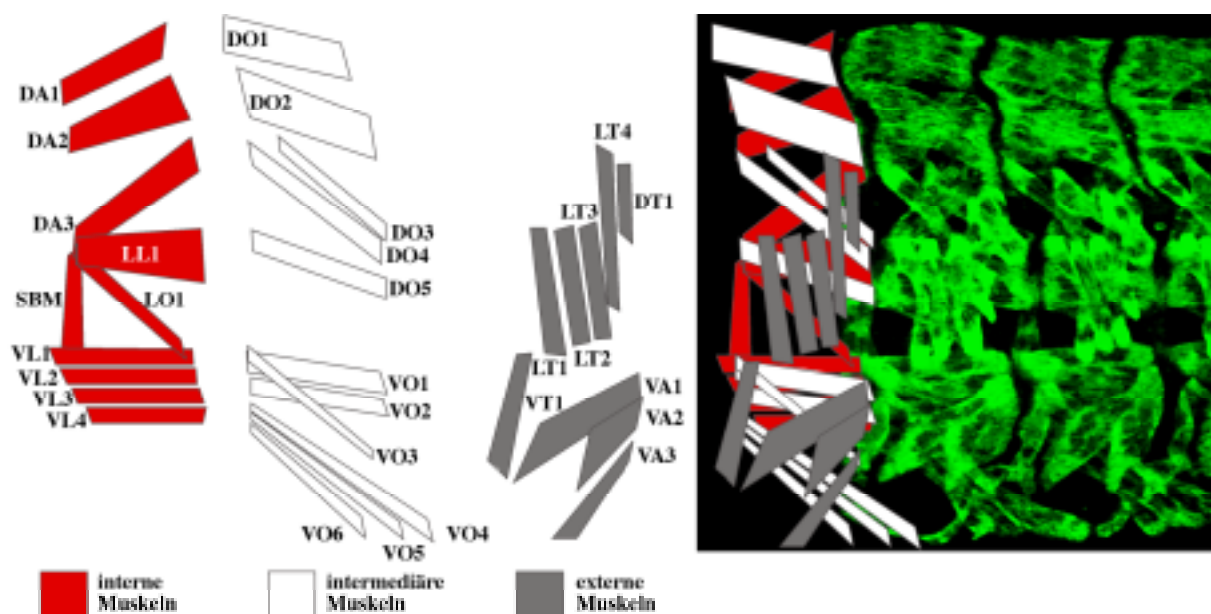 DO1
DA1
DO2
DA2
LT4
DT1
LT3
DA3
DO3
LL1
DO4
SBM
LO1
DO5
VL1
LT1
LT2
VL2
VO1
VA1
VL3
VO2
VT1
VA2
VL4
VO3
VA3
VO6
VO5
VO4
interne
Muskeln
intermediäre
Muskeln
externe
Muskeln